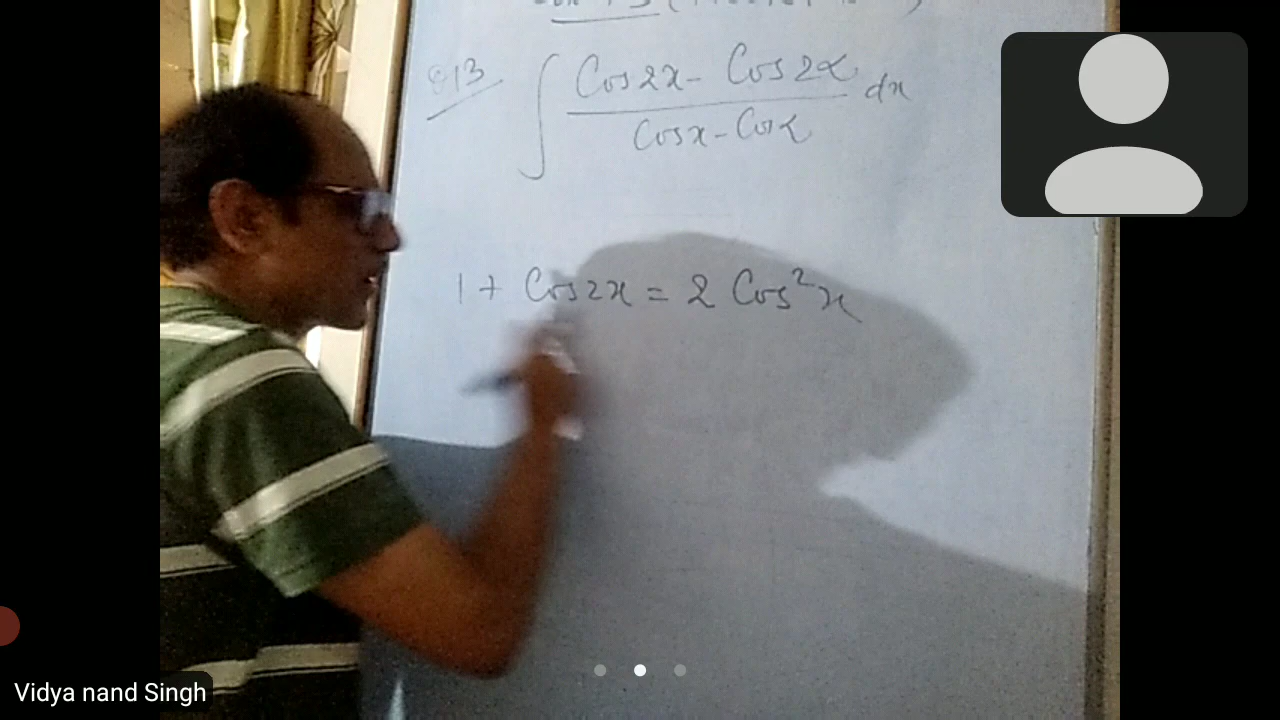 Q13 ∫ (Cos2x - Cos2α)/(Cosx - Cosα) dx
1 + Cos2x = 2 Cos²x
Vidya nand Singh